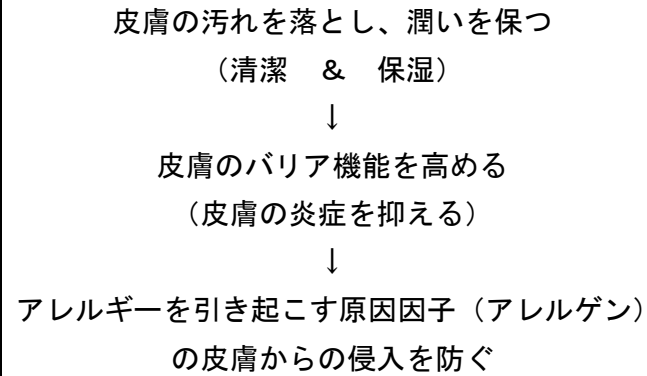 皮膚の汚れを落とし、潤いを保つ
（清潔　＆　保湿）
↓
皮膚のバリア機能を高める
（皮膚の炎症を抑える）
↓
アレルギーを引き起こす原因因子（アレルゲン）
の皮膚からの侵入を防ぐ